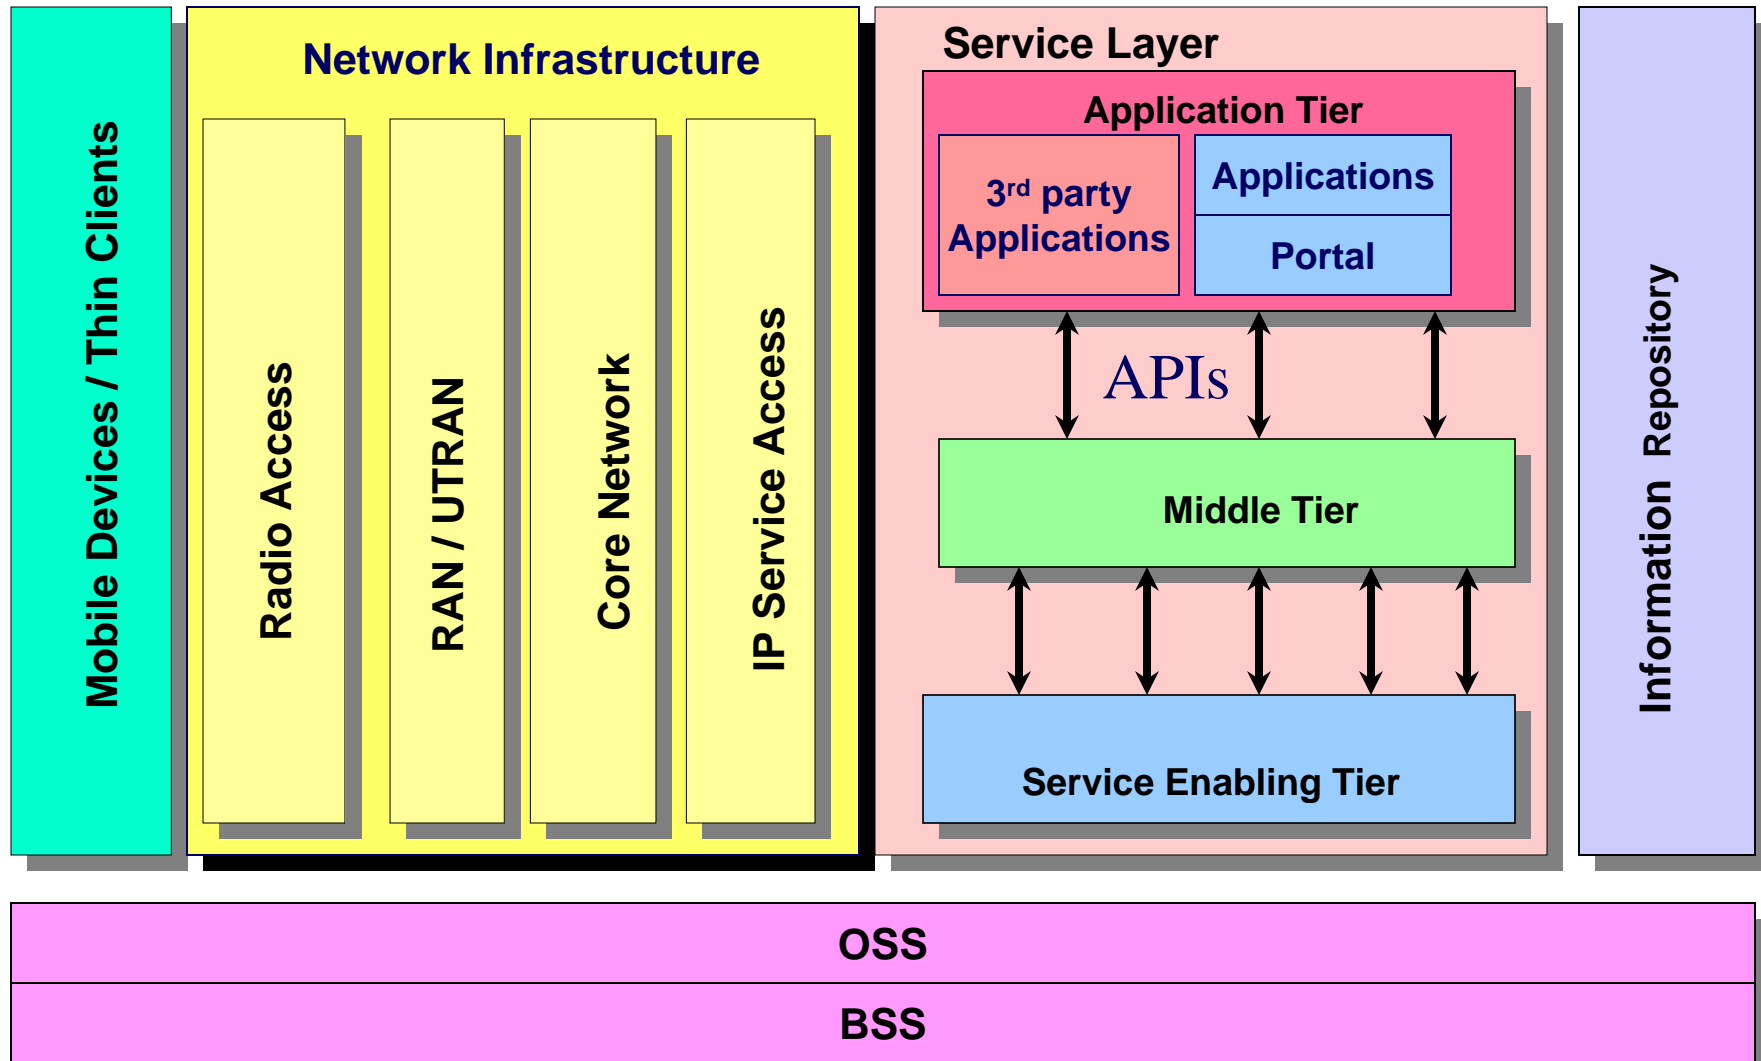 Mobile Devices / Thin Clients
Network Infrastructure
Radio Access
RAN / UTRAN
Core Network
IP Service Access
Service Layer
Application Tier
3rd party
Applications
Applications
Portal
APIs
Middle Tier
Service Enabling Tier
Information Repository
OSS
BSS